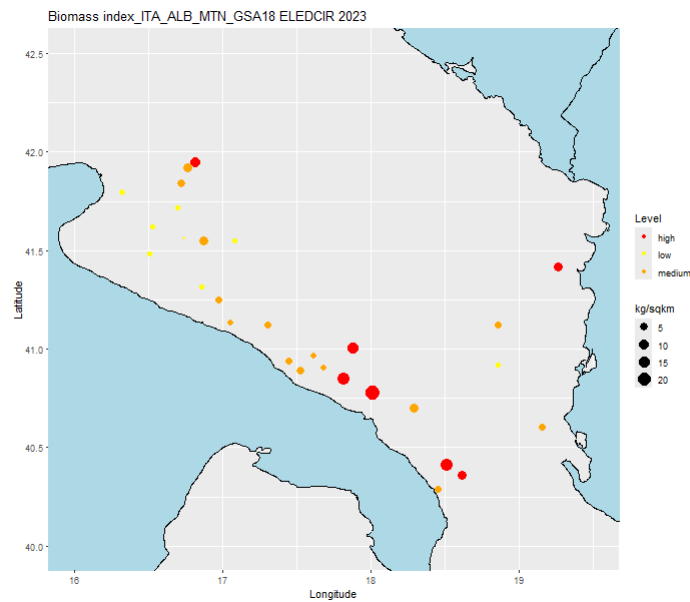 Biomass index_ITA_ALB_MTN_GSA18 ELEDCIR 2023
42.5
42.0
41.5
41.0
40.5
40.0
Latitude
16
17
18
19
Longitude
Level
high
low
medium
kg/sqkm
5
10
15
20